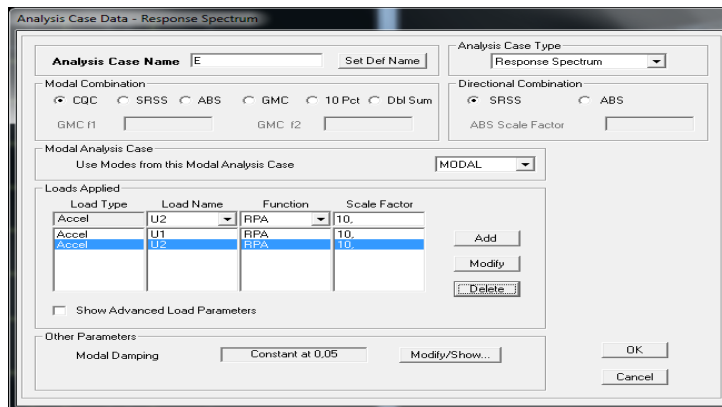 Analysis Case Data - Response Spectrum
Analysis Case Name E Set Def Name
Analysis Case Type
Response Spectrum
Modal Combination
CQC SRSS ABS GMC 10 Pct Dbl Sum
GMC f1 GMC f2
Directional Combination
SRSS ABS
ABS Scale Factor
Modal Analysis Case
Use Modes from this Modal Analysis Case MODAL
Loads Applied
Load Type Load Name Function Scale Factor
Accel U2 RPA 10,
Accel U1 RPA 10,
Accel U2 RPA 10,
Add
Modify
Delete
Show Advanced Load Parameters
Other Parameters
Modal Damping Constant at 0,05 Modify/Show...
OK
Cancel